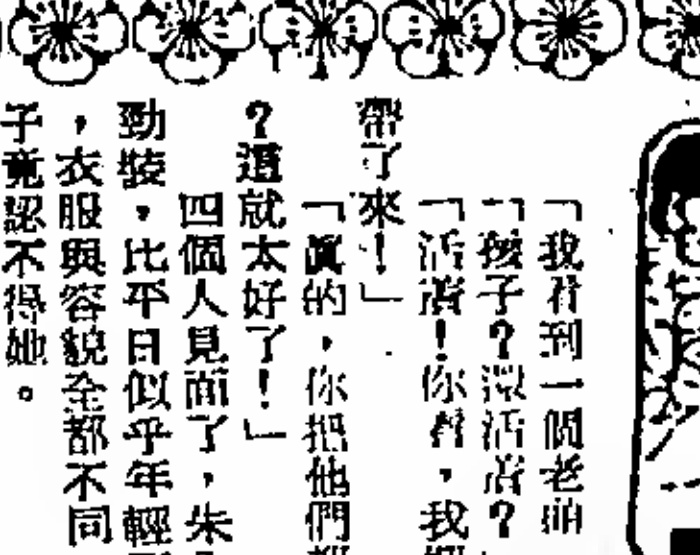 「我看到一個老
「孩子？還活着？
「活着！你看，我
帶了來！」
「眞的，你把他們都
？這就太好了！」
四個人見面了，朱
勁裝，比平日似乎年輕
，衣服與容貌全都不同
子竟認不得她。